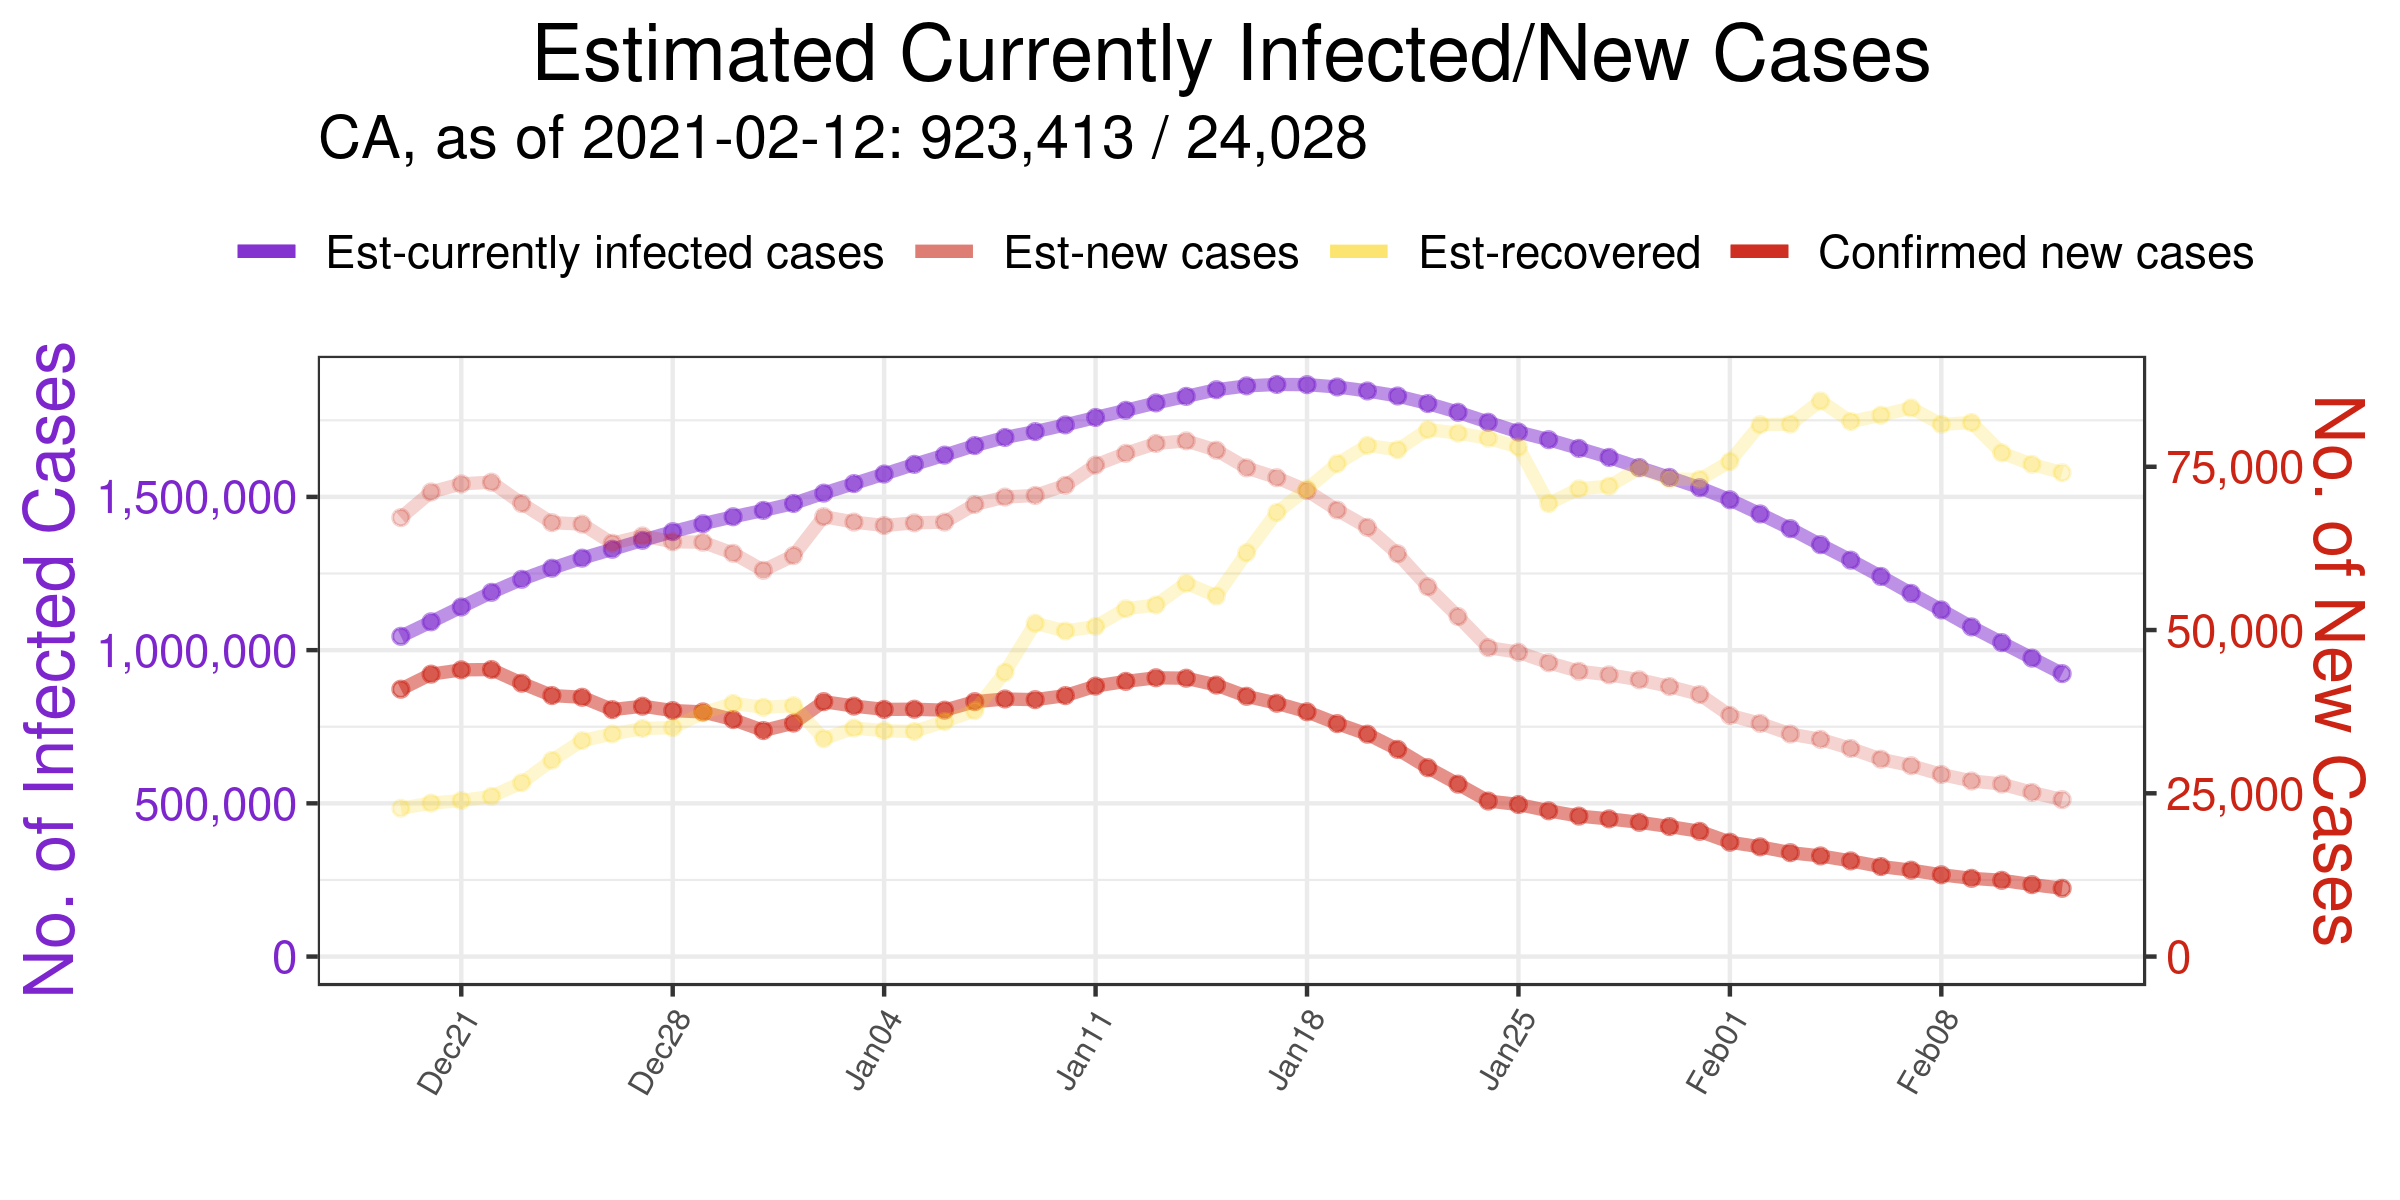 Estimated Currently Infected/New Cases
CA, as of 2021-02-12: 923,413 / 24,028
Est-currently infected cases Est-new cases Est-recovered Confirmed new cases
No. of Infected Cases
1,500,000
1,000,000
500,000
0
75,000
50,000
25,000
0
No. of New Cases
Dec21 Dec28 Jan04 Jan11 Jan18 Jan25 Feb01 Feb08